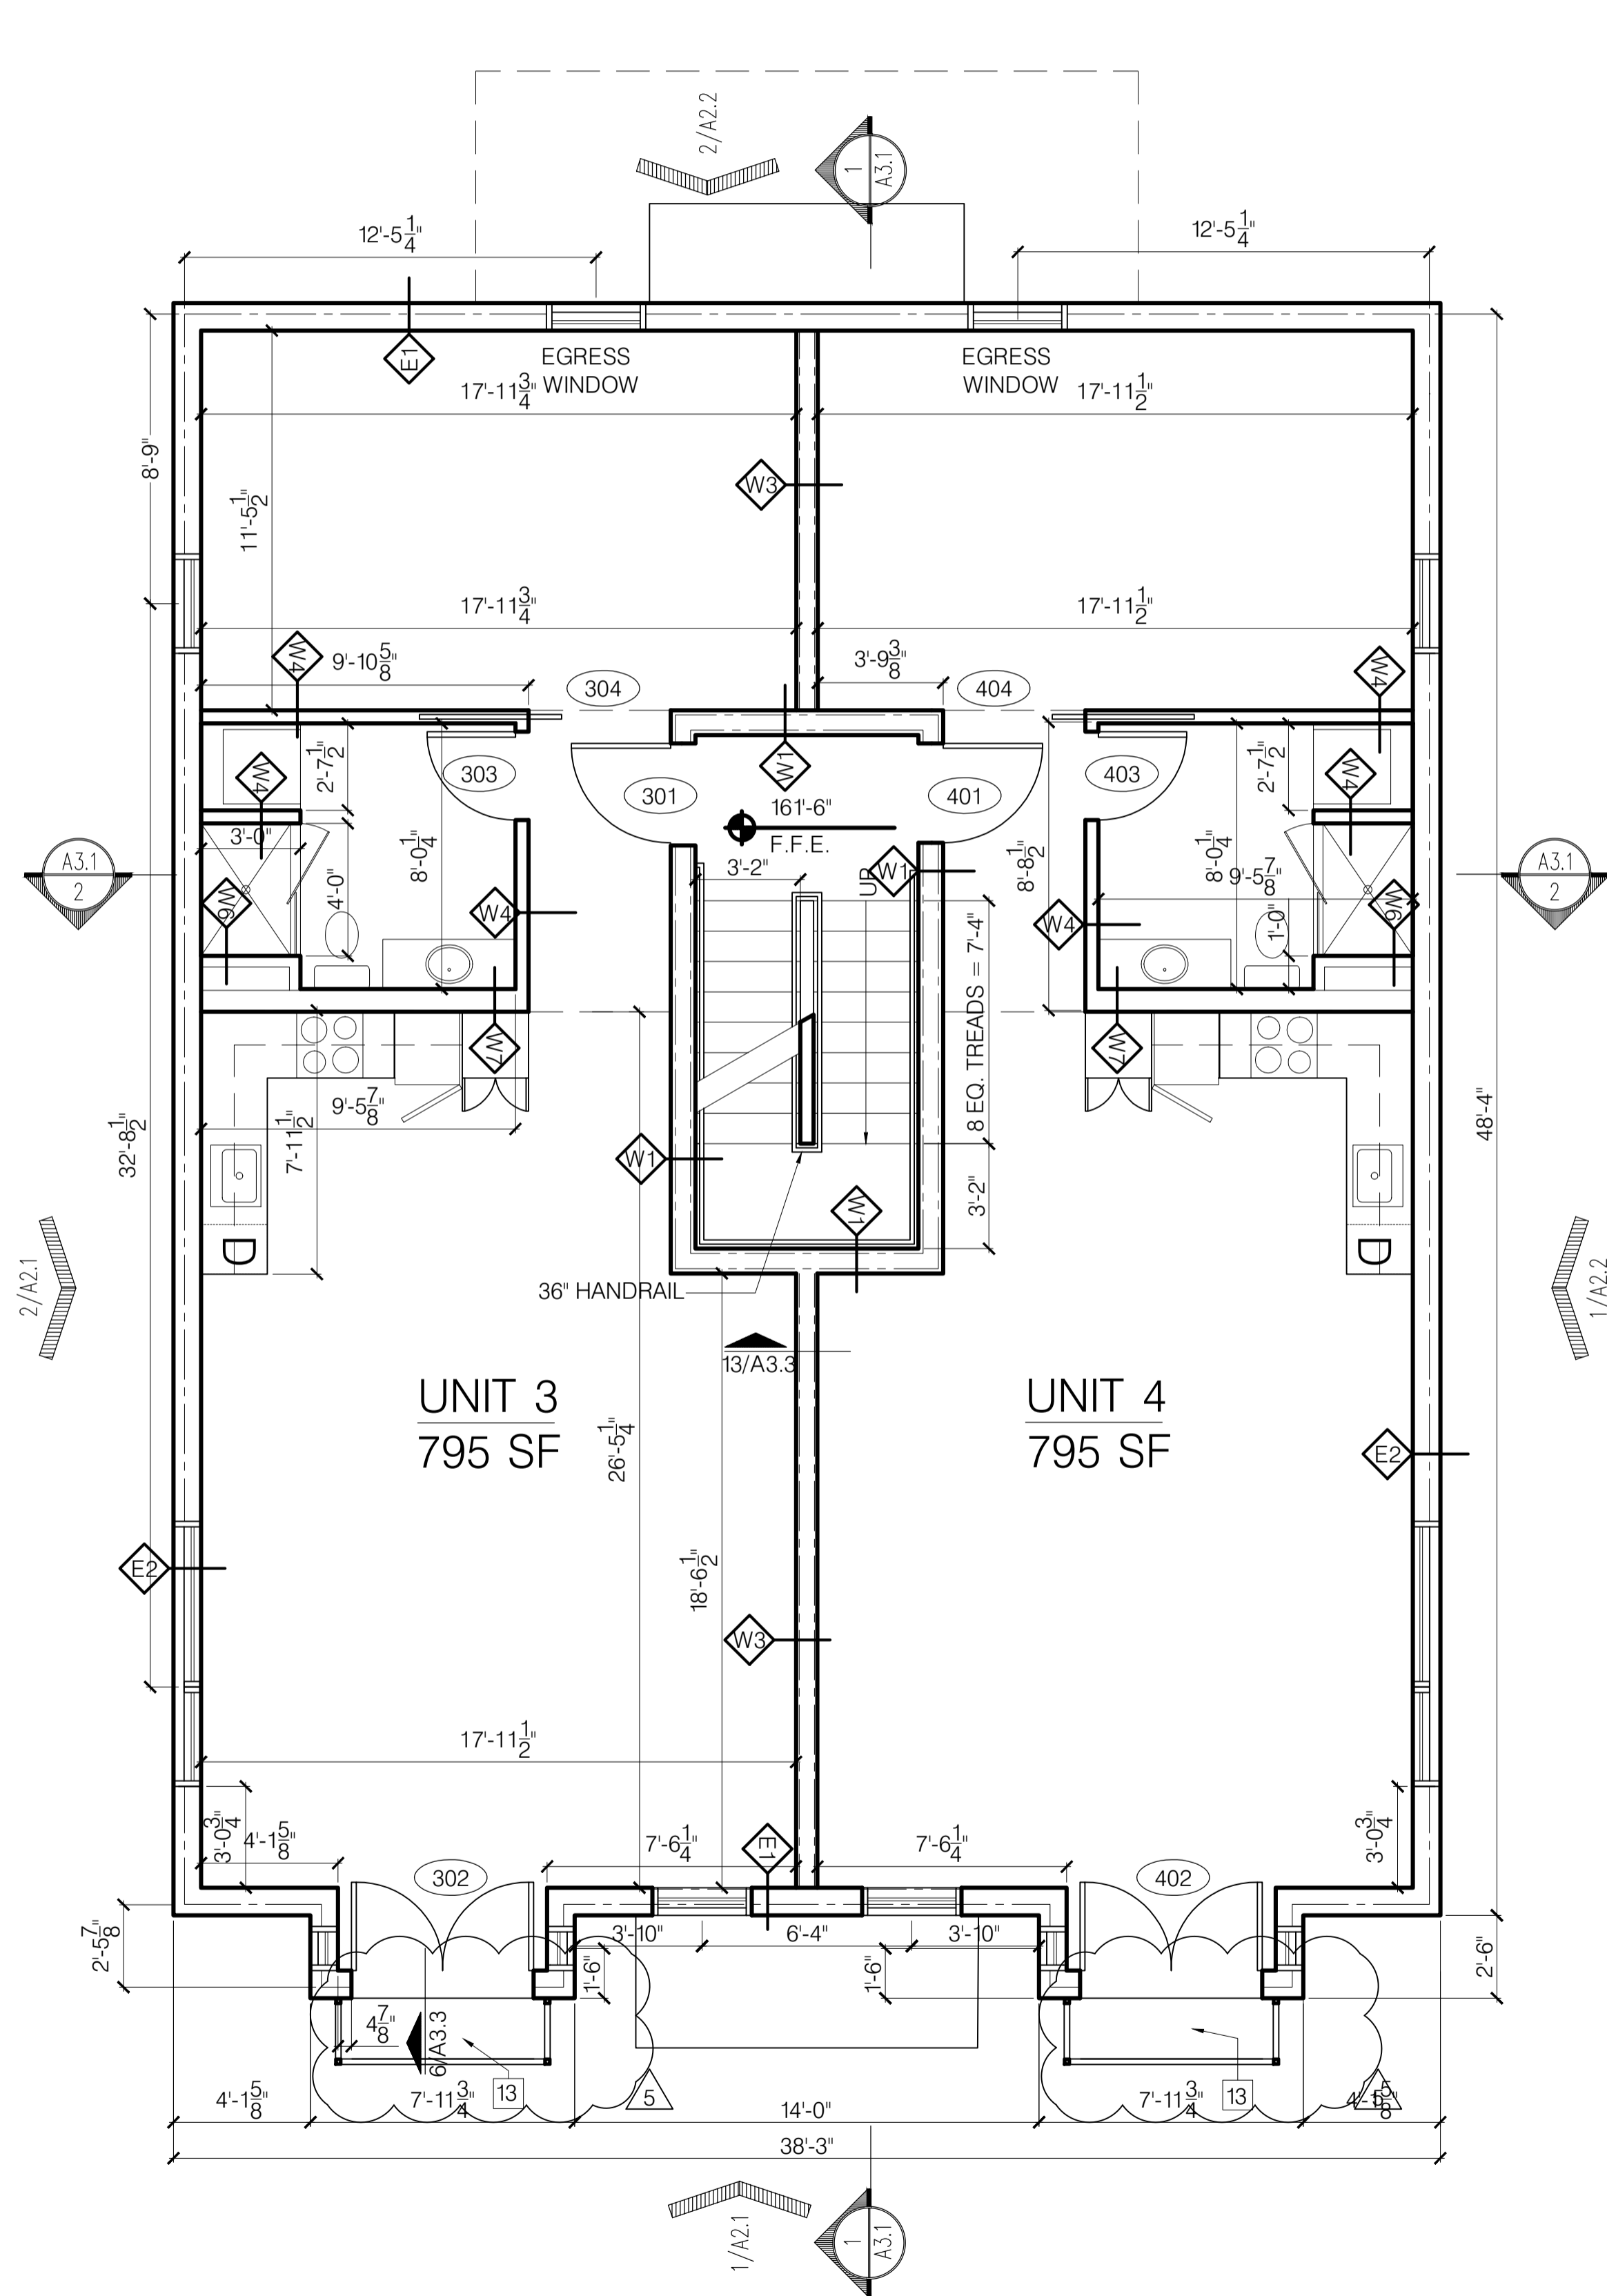 2/A2.2
1
A3.1
12'-5 1/4"
12'-5 1/4"
E1
EGRESS
WINDOW
EGRESS
WINDOW
17'-11 3/4"
17'-11 1/2"
8'-9"
W3
11'-5 1/2"
17'-11 3/4"
17'-11 1/2"
W4
9'-10 5/8"
304
3'-9 3/8"
404
W4
W4
2'-7 1/2"
303
301
W1
161'-6"
F.F.E.
401
403
2'-7 1/2"
W4
A3.1
2
3'-0"
W6
4'-0"
8'-0 1/4"
W4
3'-2"
UP
W1
8'-8 1/2"
W4
8'-0 1/4"
9'-5 7/8"
1'-0"
W6
A3.1
2
8 EQ. TREADS = 7'-4"
W7
W7
9'-5 7/8"
7'-11 1/2"
32'-8 1/2"
48'-4"
W1
W1
3'-2"
D
D
36" HANDRAIL
2/A2.1
1/A2.2
13/A3.3
UNIT 3
795 SF
UNIT 4
795 SF
26'-5 1/4"
E2
E2
18'-6 1/2"
W3
17'-11 1/2"
3'-0 3/4"
4'-1 5/8"
302
7'-6 1/4"
E1
7'-6 1/4"
402
3'-0 3/4"
2'-5 7/8"
3'-10"
6'-4"
3'-10"
1'-6"
1'-6"
2'-6"
4 7/8"
6/A3.3
13
5
13
4'-1 5/8"
7'-11 3/4"
14'-0"
7'-11 3/4"
4'-1 5/8"
38'-3"
1/A2.1
1
A3.1